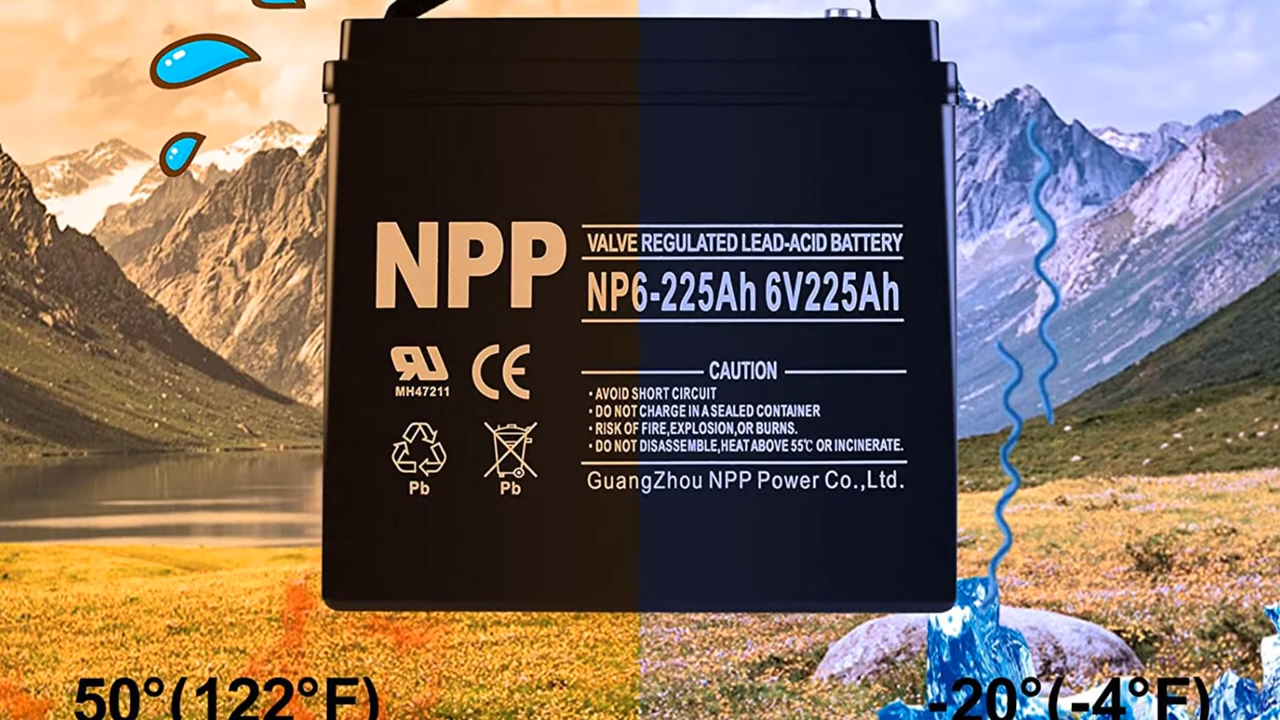 NPP
VALVE REGULATED LEAD-ACID BATTERY
NP6-225Ah 6V225Ah
MH47211
CE
CAUTION
• AVOID SHORT CIRCUIT
• DO NOT CHARGE IN A SEALED CONTAINER
• RISK OF FIRE,EXPLOSION,OR BURNS.
• DO NOT DISASSEMBLE,HEAT ABOVE 55℃ OR INCINERATE.
Pb
Pb
GuangZhou NPP Power Co.,Ltd.
50°(122°F)
-20°(-4°F)